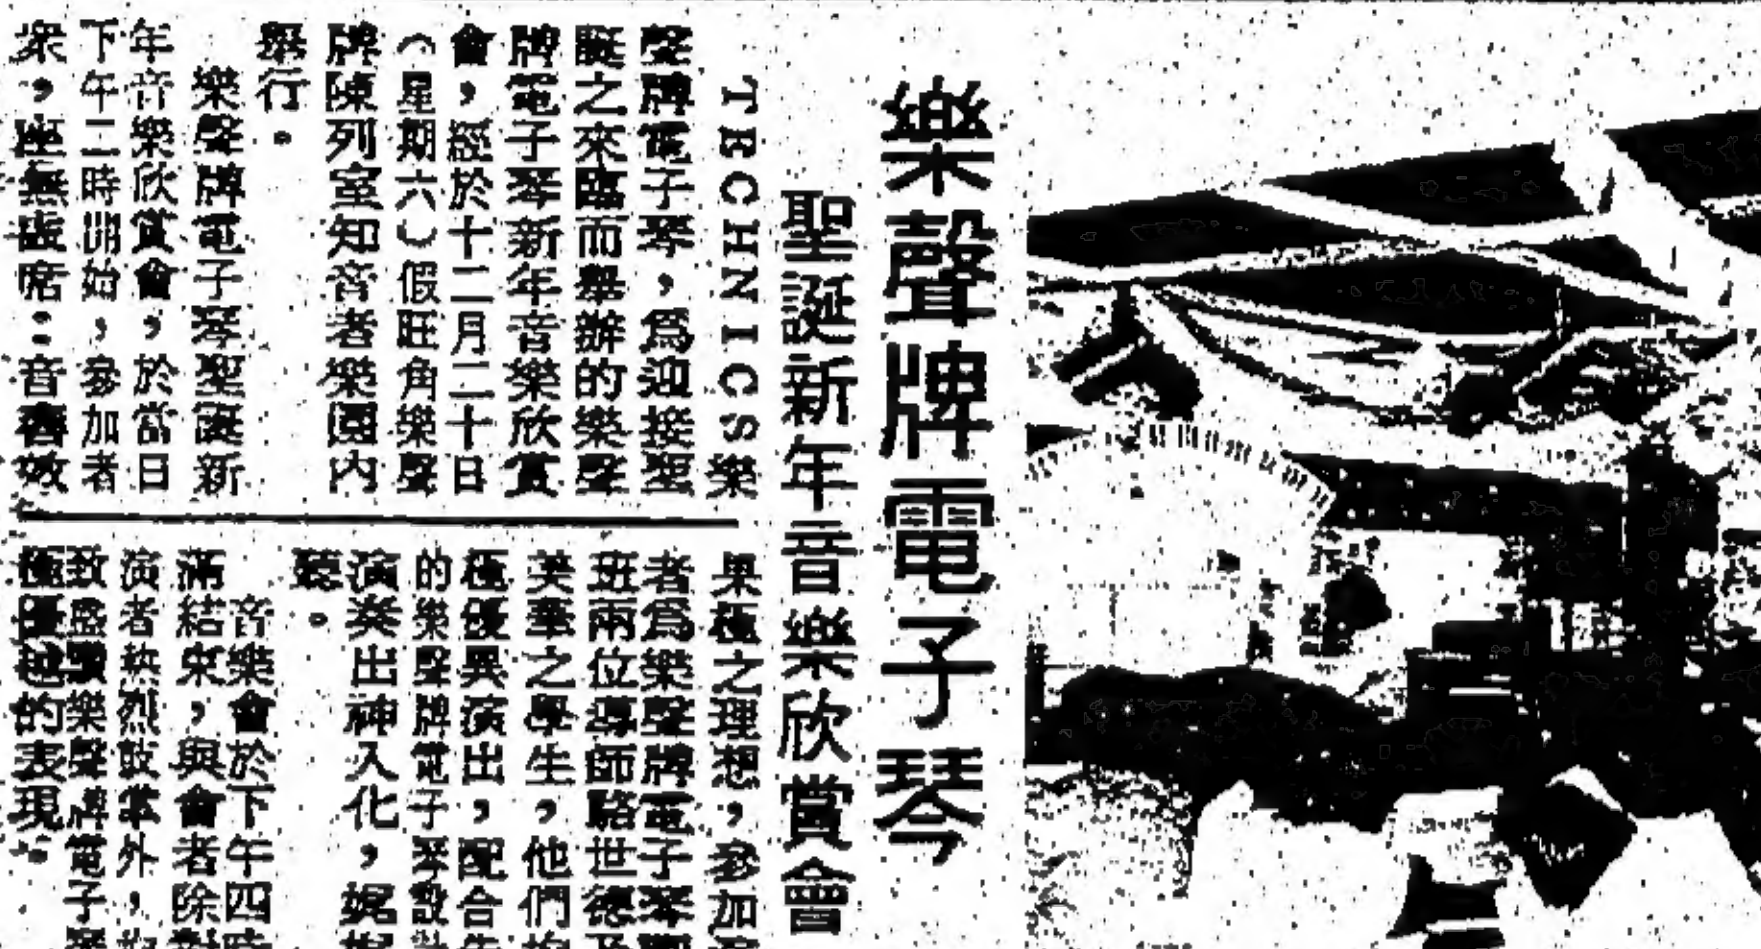 樂聲牌電子琴
聖誕新年音樂欣賞會
TECHNICS樂
聲牌電子琴，爲迎接聖
誕之來臨而舉辦的樂聲
牌電子琴新年音樂欣賞
會，經於十二月二十日
（星期六）假旺角樂聲
牌陳列室知音者樂園內
舉行。
樂聲牌電子琴聖誕新
年音樂欣賞會，於當日
下午二時開始，參加者
衆，座無虛席：音響效
果極之理想，參加演
者爲樂聲牌電子琴
班兩位導師駱世德及
美華之學生，他們
極優異演出，配合
的樂聲牌電子琴設
演奏出神入化，娓娓
聽。
音樂會於下午四時
滿結束，與會者除對
演者熱烈鼓掌外，
致盛讚樂聲牌電子琴
極優越的表現。